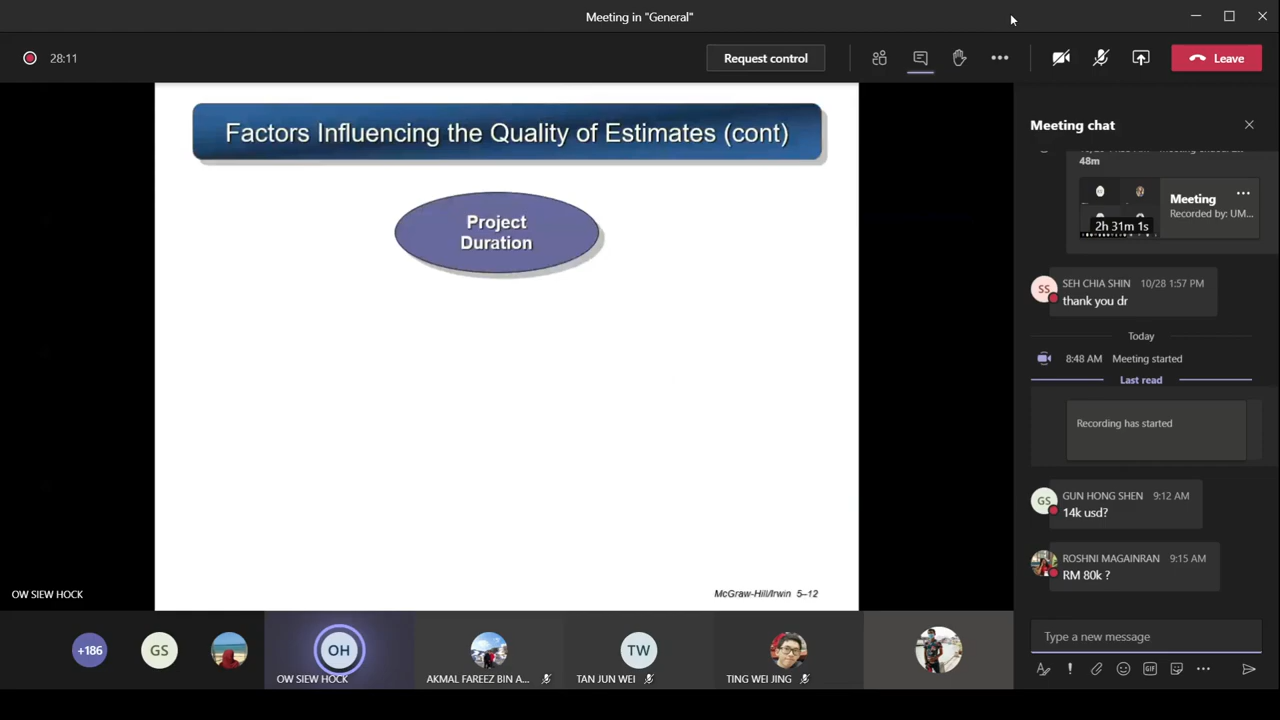 Meeting in "General"
28:11
Request control
Leave
Factors Influencing the Quality of Estimates (cont)
Project
Duration
McGraw-Hill/Irwin 5–12
OW SIEW HOCK
Meeting chat
48m
Meeting
Recorded by: UM...
2h 31m 1s
SS
SEH CHIA SHIN 10/28 1:57 PM
thank you dr
Today
8:48 AM Meeting started
Last read
Recording has started
GS
GUN HONG SHEN 9:12 AM
14k usd?
ROSHNI MAGAINRAN 9:15 AM
RM 80k ?
Type a new message
GIF
+186
GS
OH
OW SIEW HOCK
AKMAL FAREEZ BIN A...
TW
TAN JUN WEI
TING WEI JING